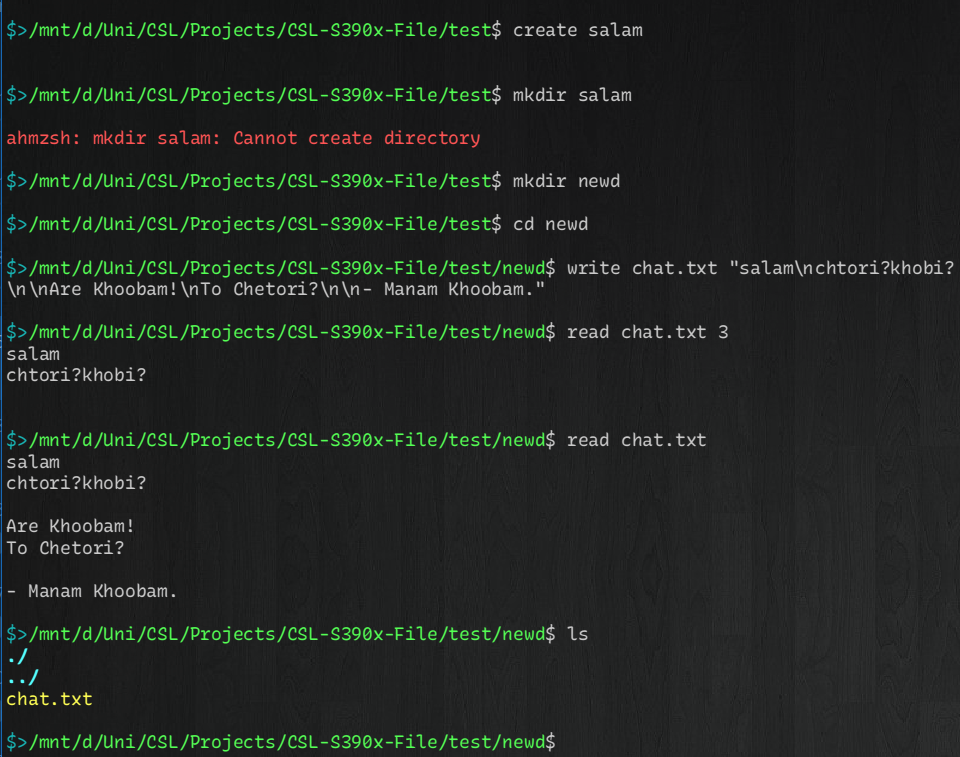 $>/mnt/d/Uni/CSL/Projects/CSL-S390x-File/test$ create salam
$>/mnt/d/Uni/CSL/Projects/CSL-S390x-File/test$ mkdir salam
ahmzsh: mkdir salam: Cannot create directory
$>/mnt/d/Uni/CSL/Projects/CSL-S390x-File/test$ mkdir newd
$>/mnt/d/Uni/CSL/Projects/CSL-S390x-File/test$ cd newd
$>/mnt/d/Uni/CSL/Projects/CSL-S390x-File/test/newd$ write chat.txt "salam\nchtori?khobi?
\n\nAre Khoobam!\nTo Chetori?\n\n- Manam Khoobam."
$>/mnt/d/Uni/CSL/Projects/CSL-S390x-File/test/newd$ read chat.txt 3
salam
chtori?khobi?
$>/mnt/d/Uni/CSL/Projects/CSL-S390x-File/test/newd$ read chat.txt
salam
chtori?khobi?
Are Khoobam!
To Chetori?
- Manam Khoobam.
$>/mnt/d/Uni/CSL/Projects/CSL-S390x-File/test/newd$ ls
./
../
chat.txt
$>/mnt/d/Uni/CSL/Projects/CSL-S390x-File/test/newd$